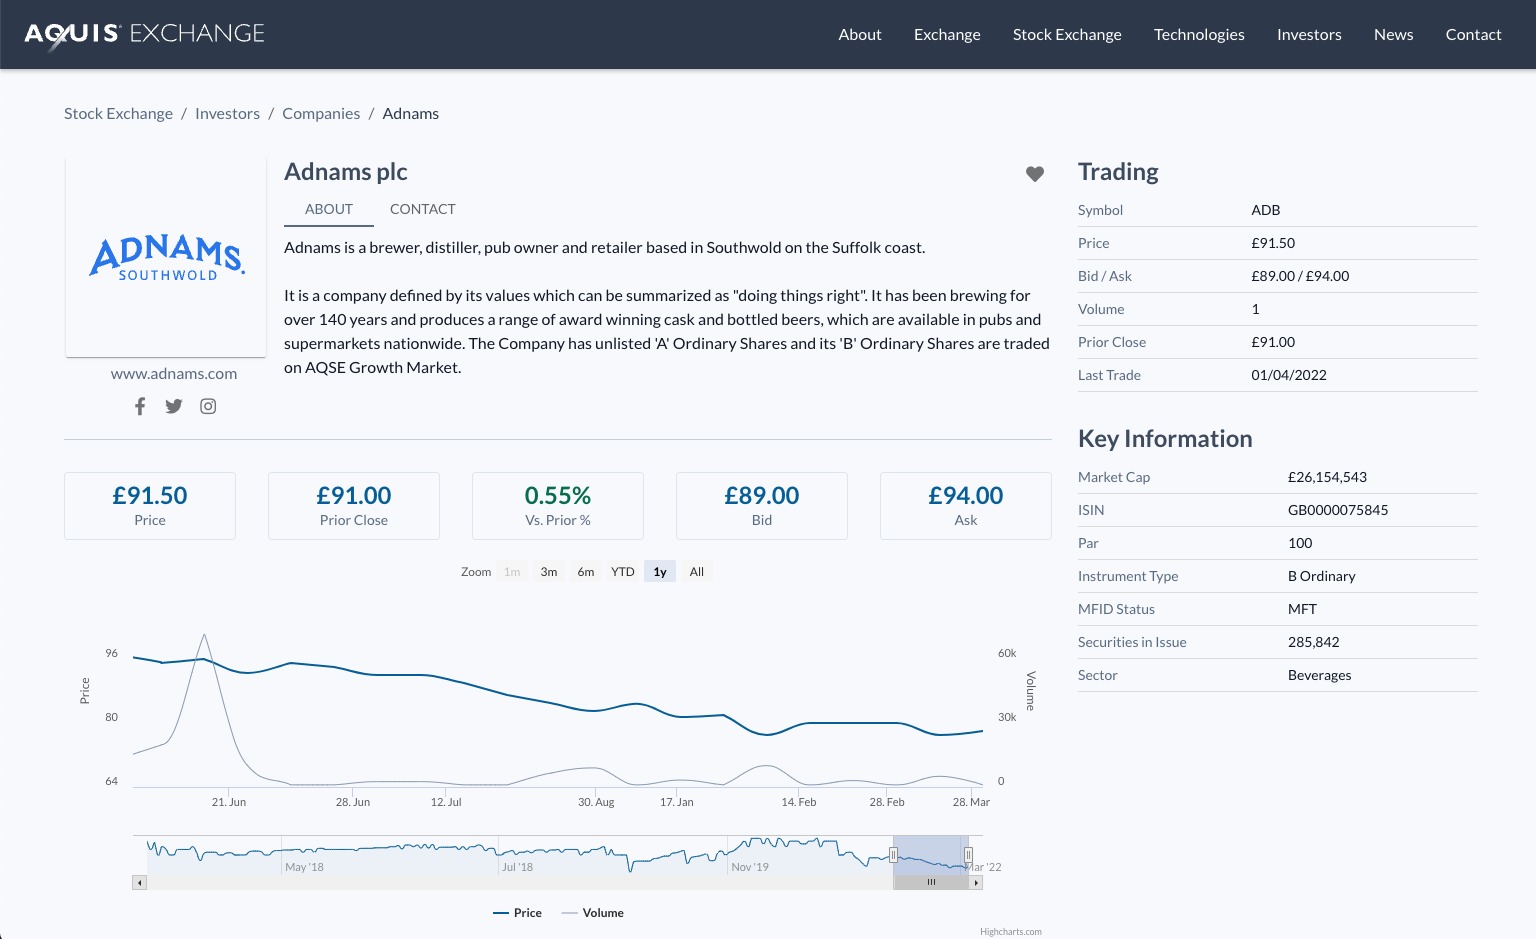 AQUIS EXCHANGE
About Exchange Stock Exchange Technologies Investors News Contact
Stock Exchange / Investors / Companies / Adnams
ADNAMS
SOUTHWOLD
www.adnams.com
Adnams plc
ABOUT CONTACT
Adnams is a brewer, distiller, pub owner and retailer based in Southwold on the Suffolk coast.
It is a company defined by its values which can be summarized as "doing things right". It has been brewing for
over 140 years and produces a range of award winning cask and bottled beers, which are available in pubs and
supermarkets nationwide. The Company has unlisted 'A' Ordinary Shares and its 'B' Ordinary Shares are traded
on AQSE Growth Market.
Trading
Symbol ADB
Price £91.50
Bid / Ask £89.00 / £94.00
Volume 1
Prior Close £91.00
Last Trade 01/04/2022
Key Information
Market Cap £26,154,543
ISIN GB0000075845
Par 100
Instrument Type B Ordinary
MFID Status MFT
Securities in Issue 285,842
Sector Beverages
£91.50 £91.00 0.55% £89.00 £94.00
Price Prior Close Vs. Prior % Bid Ask
Zoom 1m 3m 6m YTD 1y All
96 60k
Price Volume
80 30k
64 0
21. Jun 28. Jun 12. Jul 30. Aug 17. Jan 14. Feb 28. Feb 28. Mar
May '18 Jul '18 Nov '19 Mar '22
Price Volume
Highcharts.com